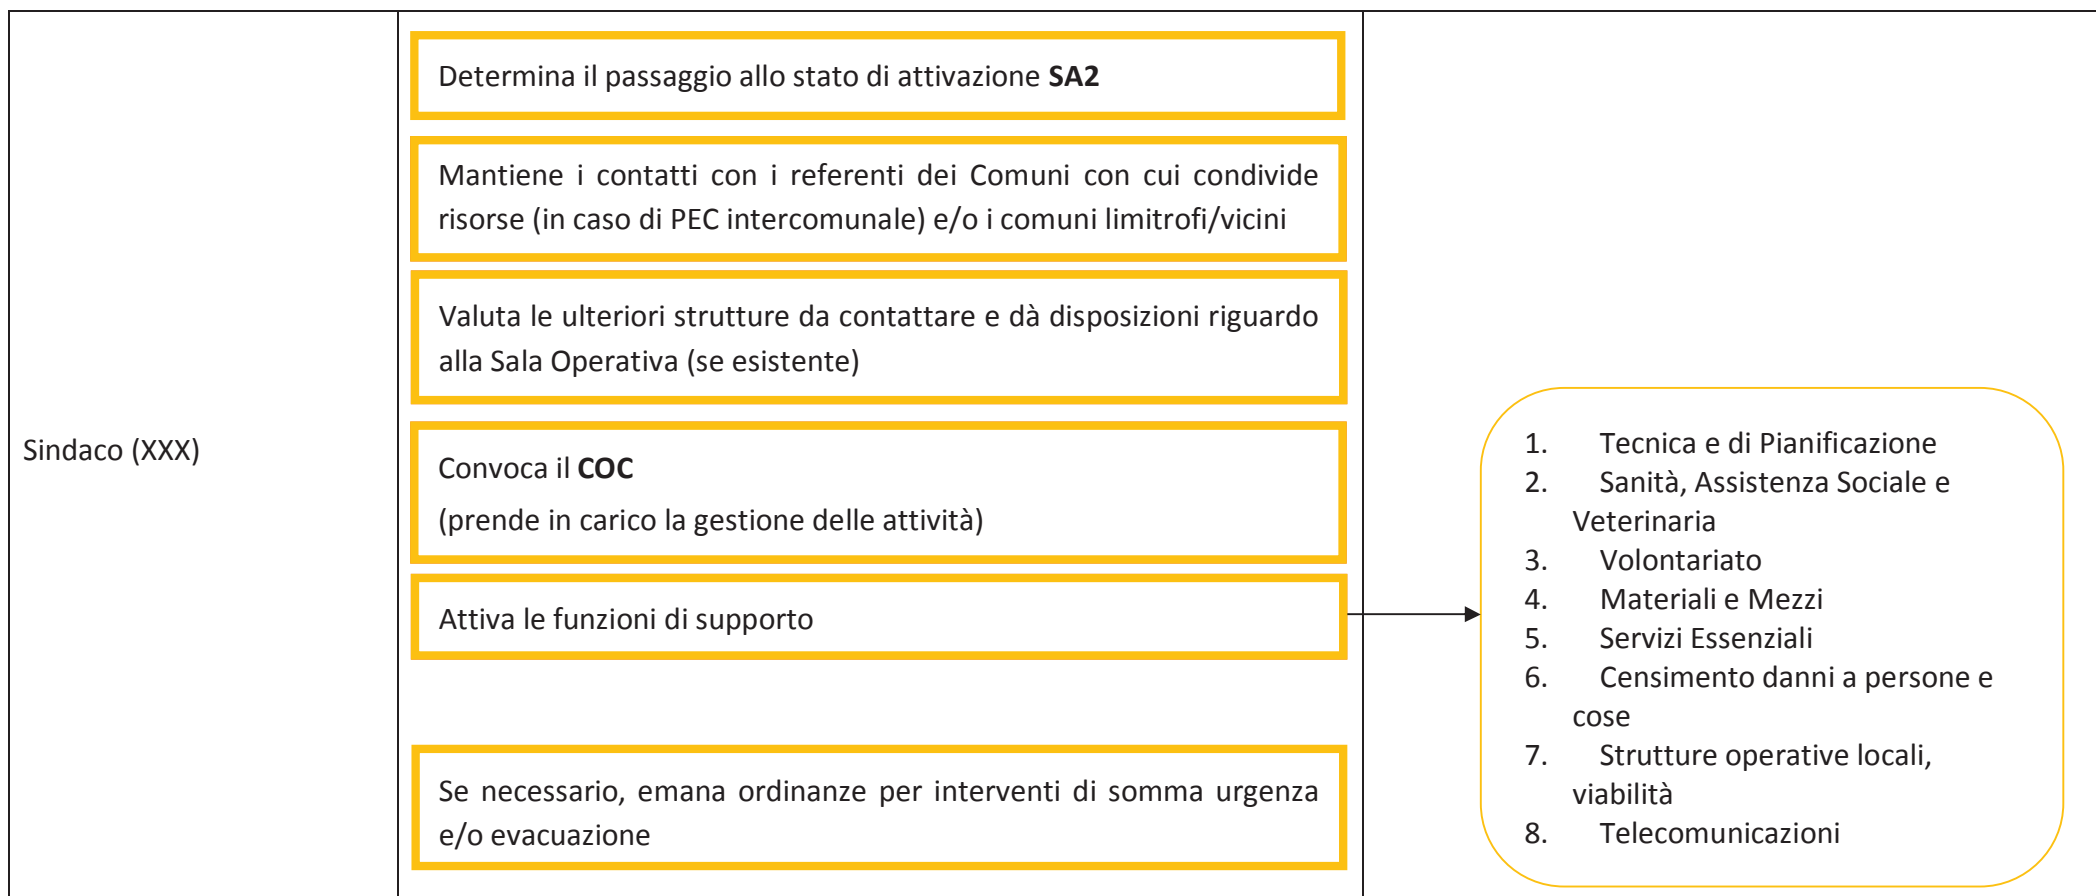 Sindaco (XXX)
Determina il passaggio allo stato di attivazione SA2
Mantiene i contatti con i referenti dei Comuni con cui condivide
risorse (in caso di PEC intercomunale) e/o i comuni limitrofi/vicini
Valuta le ulteriori strutture da contattare e dà disposizioni riguardo
alla Sala Operativa (se esistente)
Convoca il COC
(prende in carico la gestione delle attività)
Attiva le funzioni di supporto
Se necessario, emana ordinanze per interventi di somma urgenza
e/o evacuazione
1. Tecnica e di Pianificazione
2. Sanità, Assistenza Sociale e
Veterinaria
3. Volontariato
4. Materiali e Mezzi
5. Servizi Essenziali
6. Censimento danni a persone e
cose
7. Strutture operative locali,
viabilità
8. Telecomunicazioni